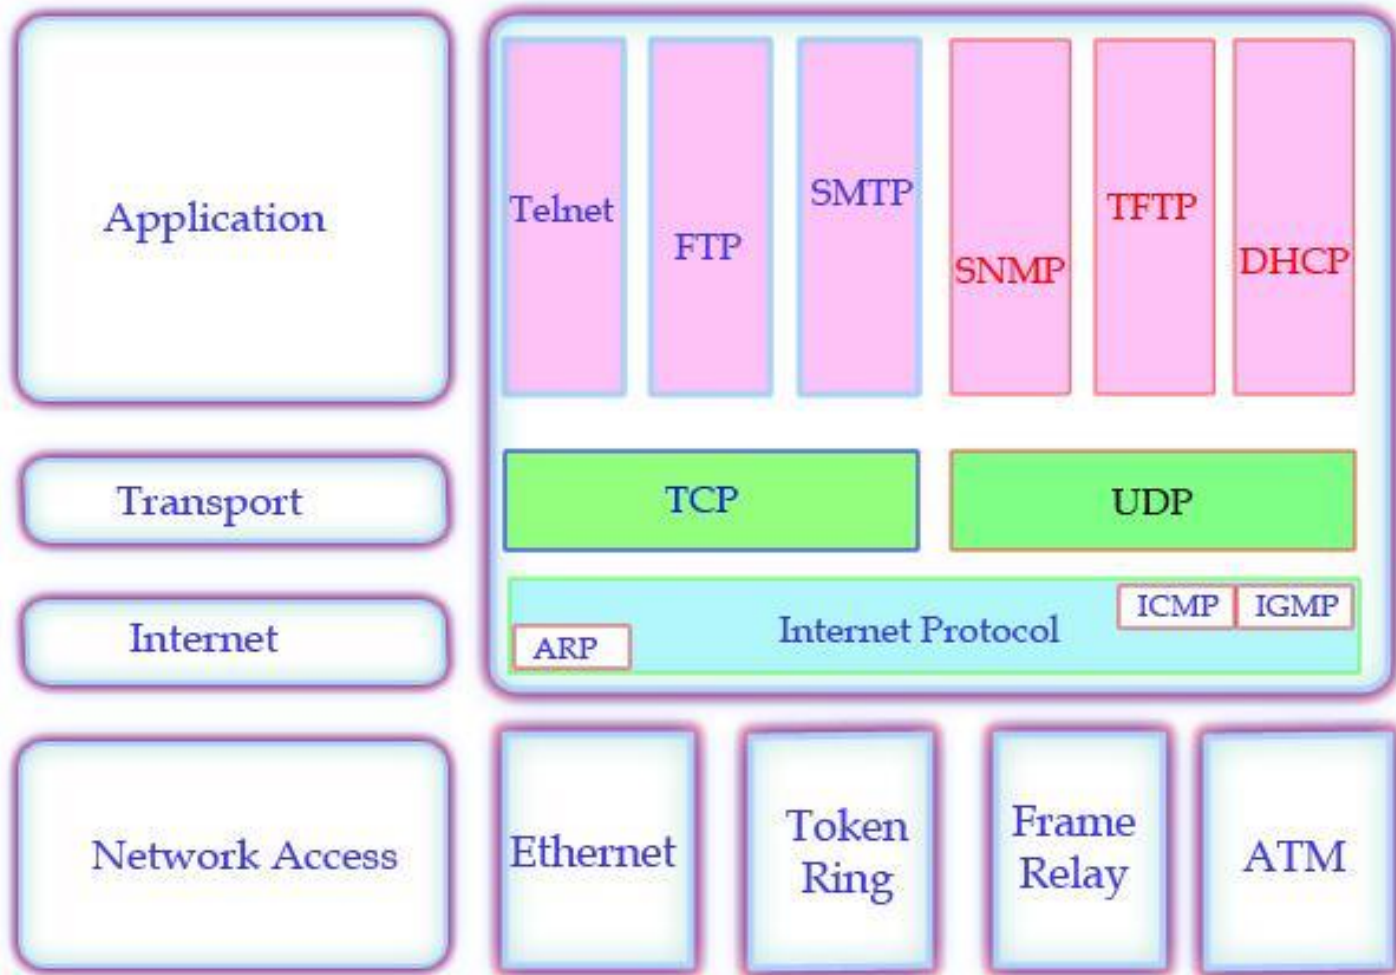 Application
Telnet
FTP
SMTP
SNMP
TFTP
DHCP
Transport
TCP
UDP
Internet
ARP
Internet Protocol
ICMP
IGMP
Network Access
Ethernet
Token
Ring
Frame
Relay
ATM